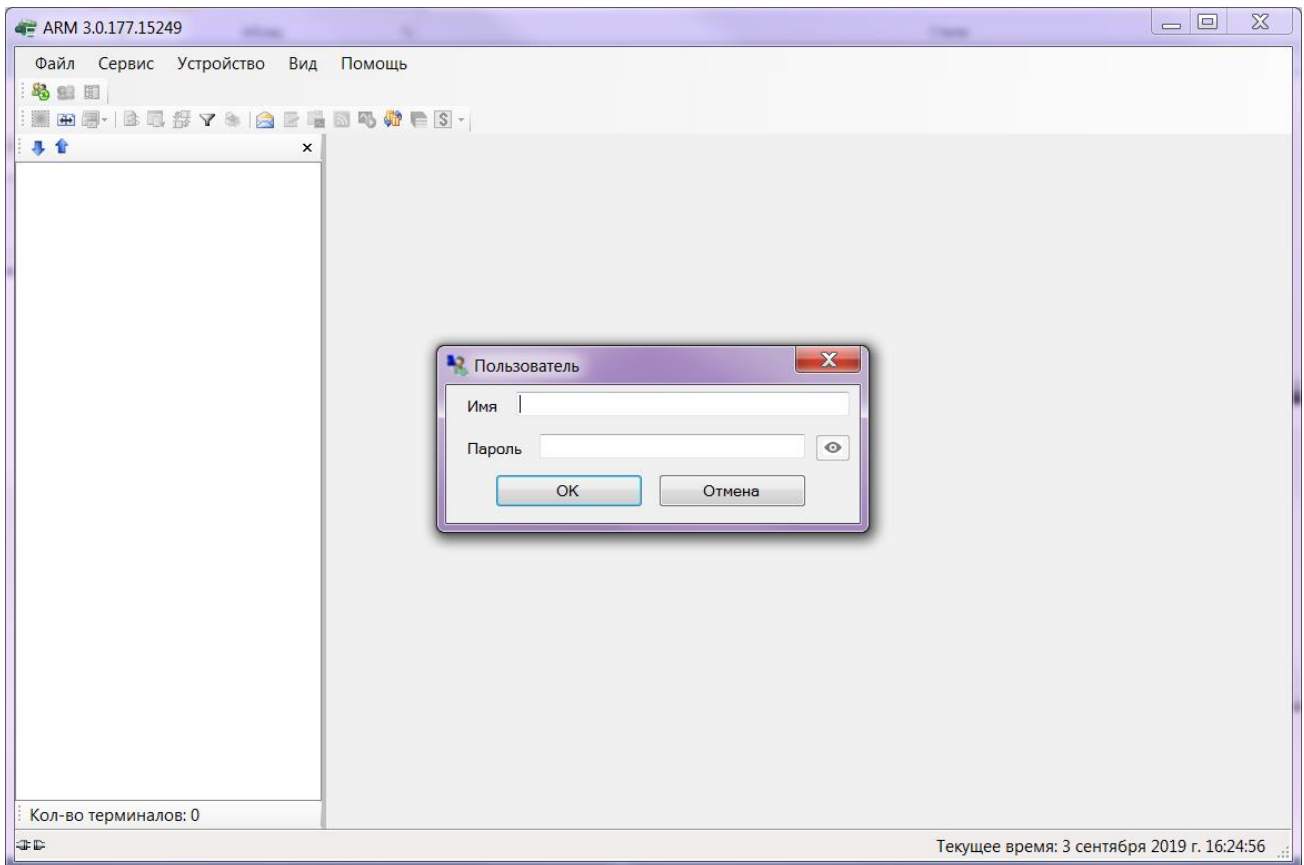 ARM 3.0.177.15249
Файл Сервис Устройство Вид Помощь
Пользователь
Имя
Пароль
OK Отмена
Кол-во терминалов: 0
Текущее время: 3 сентября 2019 г. 16:24:56